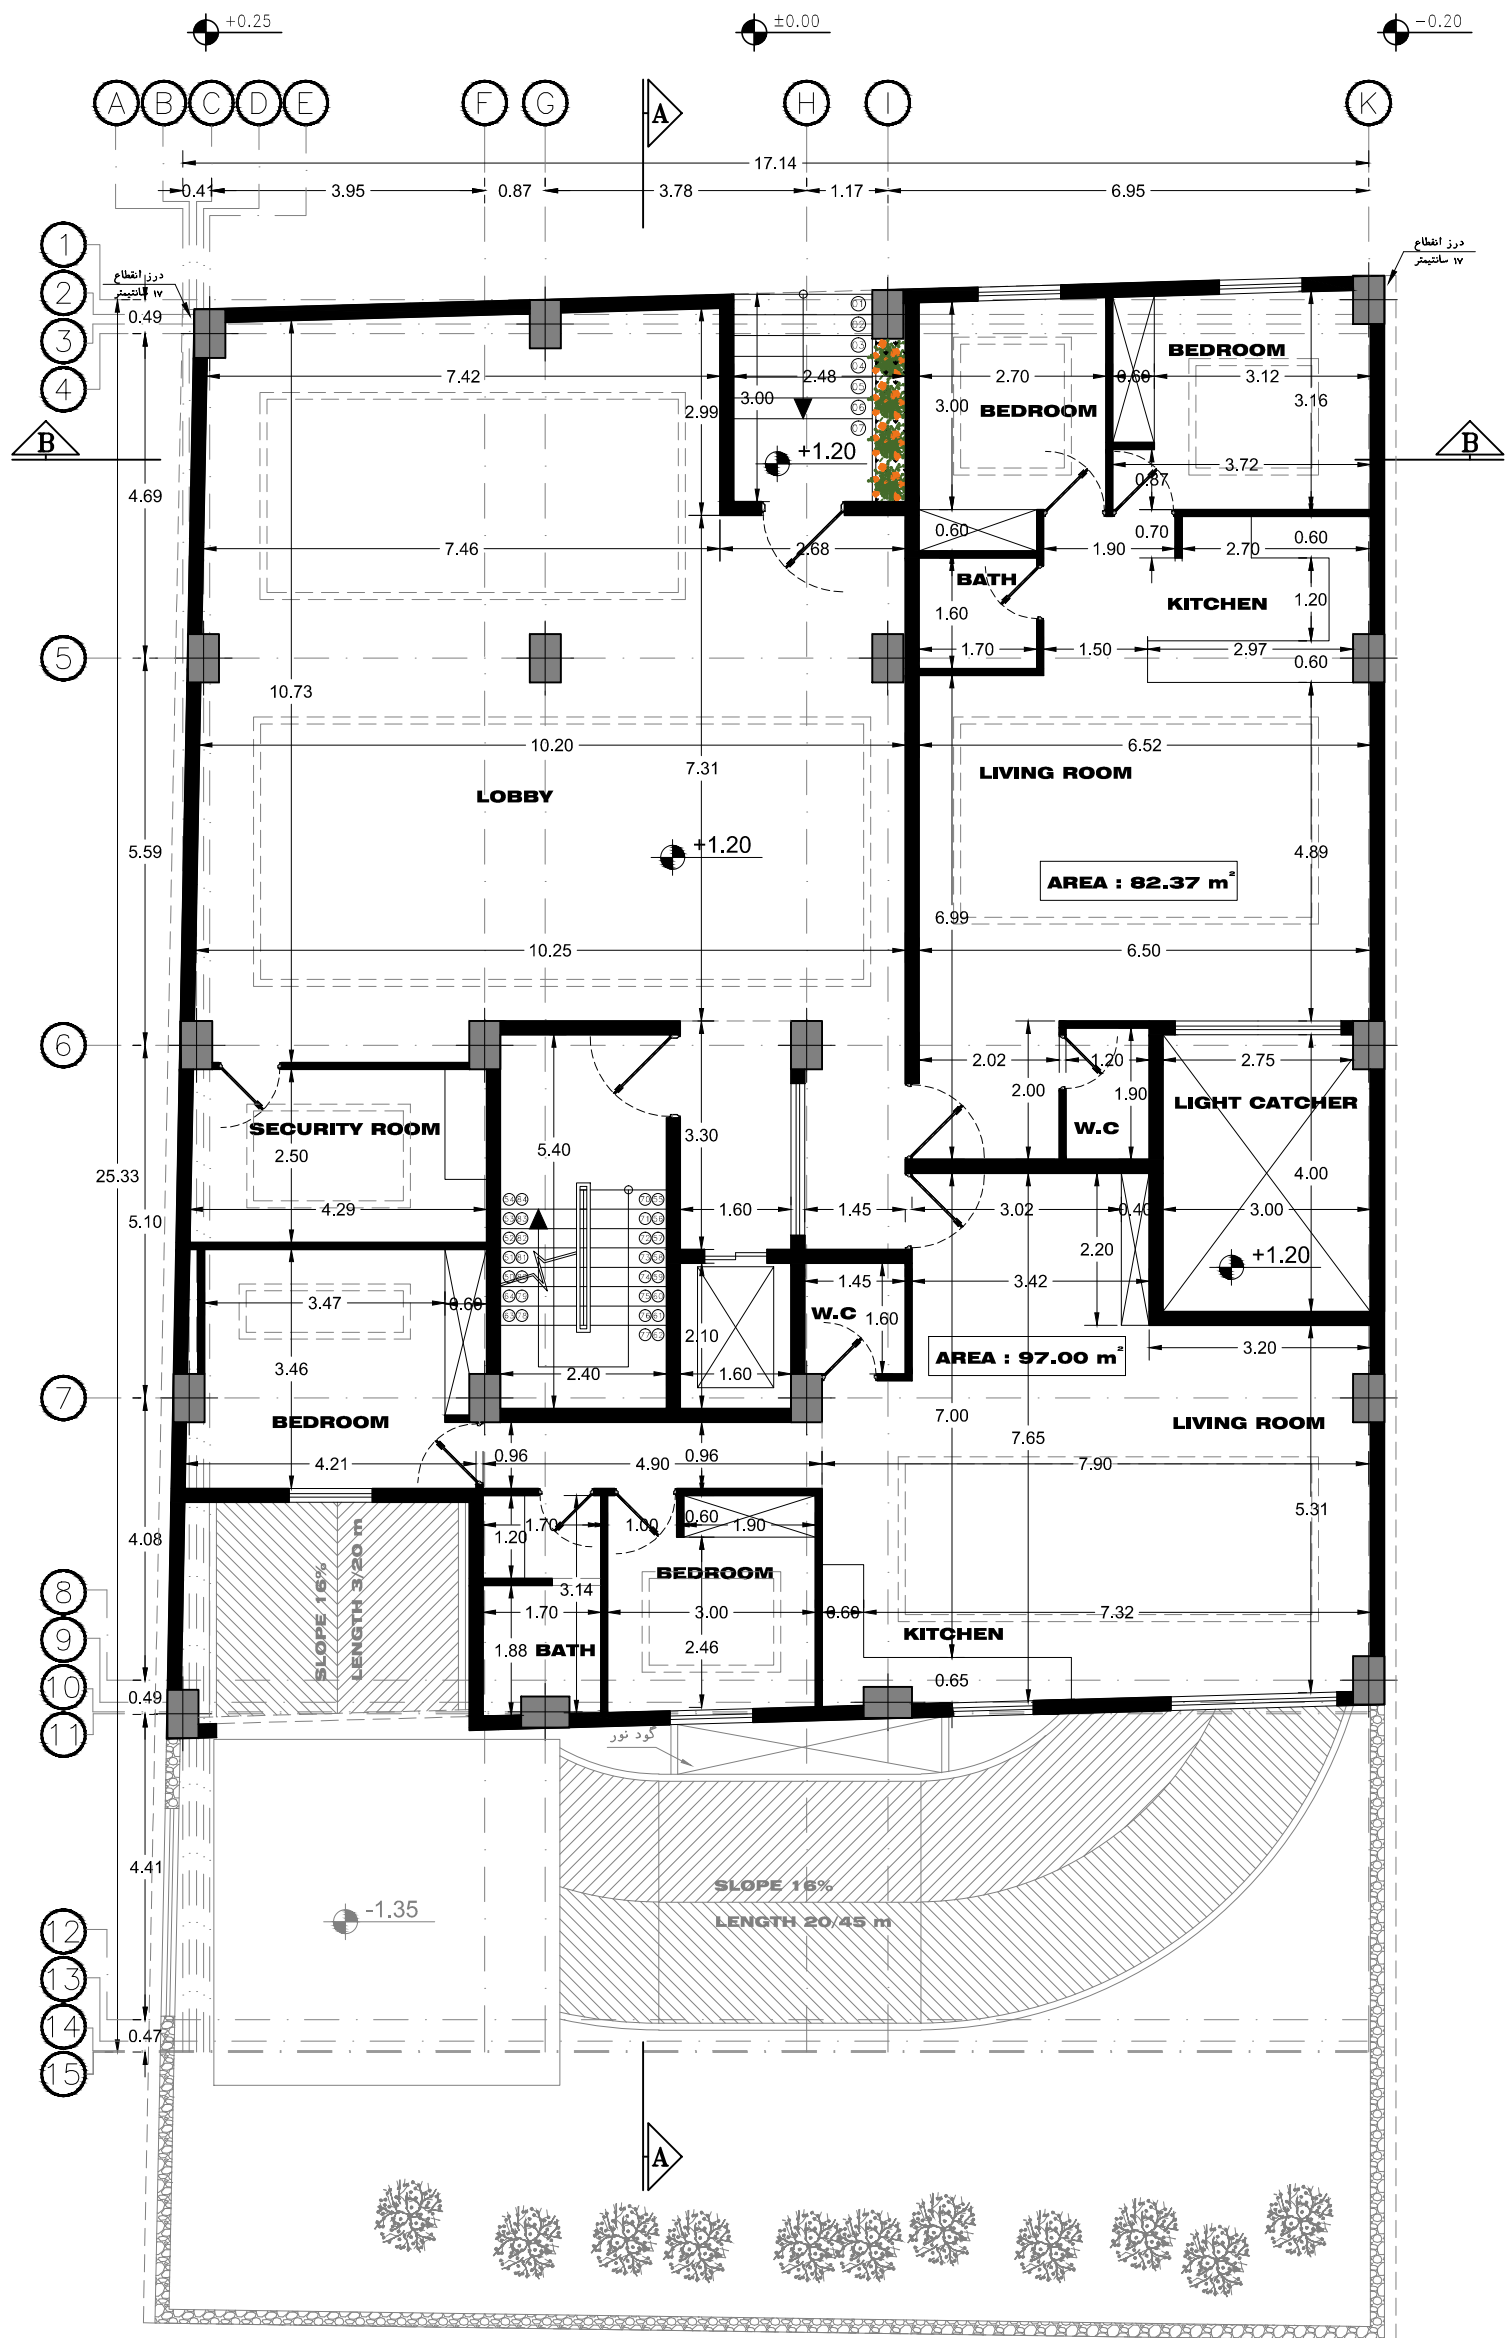 +0.25
±0.00
-0.20
A B C D E F G H I K
A
17.14
0.41 3.95 0.87 3.78 1.17 6.95
1
2
3
4
درز انقطاع
۱۷ سانتیمتر
درز انقطاع
۱۷ سانتیمتر
0.49
01
02
03
04
05
06
07
BEDROOM
7.42 2.48 2.70 0.60 3.12
3.00 2.99 3.00 3.16
BEDROOM
B
B
+1.20
3.72
0.87
4.69
0.60 0.70 0.60
7.46 2.68 1.90 2.70
BATH
KITCHEN
1.60 1.20
1.70 1.50 2.97
0.60
5
10.73
10.20 6.52
7.31
LIVING ROOM
LOBBY
+1.20
5.59 4.89
AREA : 82.37 m²
6.99
10.25 6.50
6
2.02 1.20 2.75
2.00 1.90
LIGHT CATCHER
SECURITY ROOM
W.C
3.30
5.40
2.50
25.33
4.00
5.10
4.29 1.60 1.45 3.02 0.40 3.00
2.20
+1.20
3.42
1.45
3.47 0.60
W.C
1.60
2.10
3.20
AREA : 97.00 m²
3.46
2.40 1.60
7
7.00
BEDROOM
LIVING ROOM
7.65
0.96 0.96
4.21 4.90 7.90
5.31
0.60
1.20 1.70 1.00 1.90
4.08
SLOPE 16%
LENGTH 3/20 m
BEDROOM
3.14
8
1.70 3.00 0.60 7.32
9
KITCHEN
1.88 BATH 2.46
0.65
10
0.49
11
گود نور
4.41
SLOPE 16%
-1.35
LENGTH 20/45 m
12
13
14
0.47
15
A